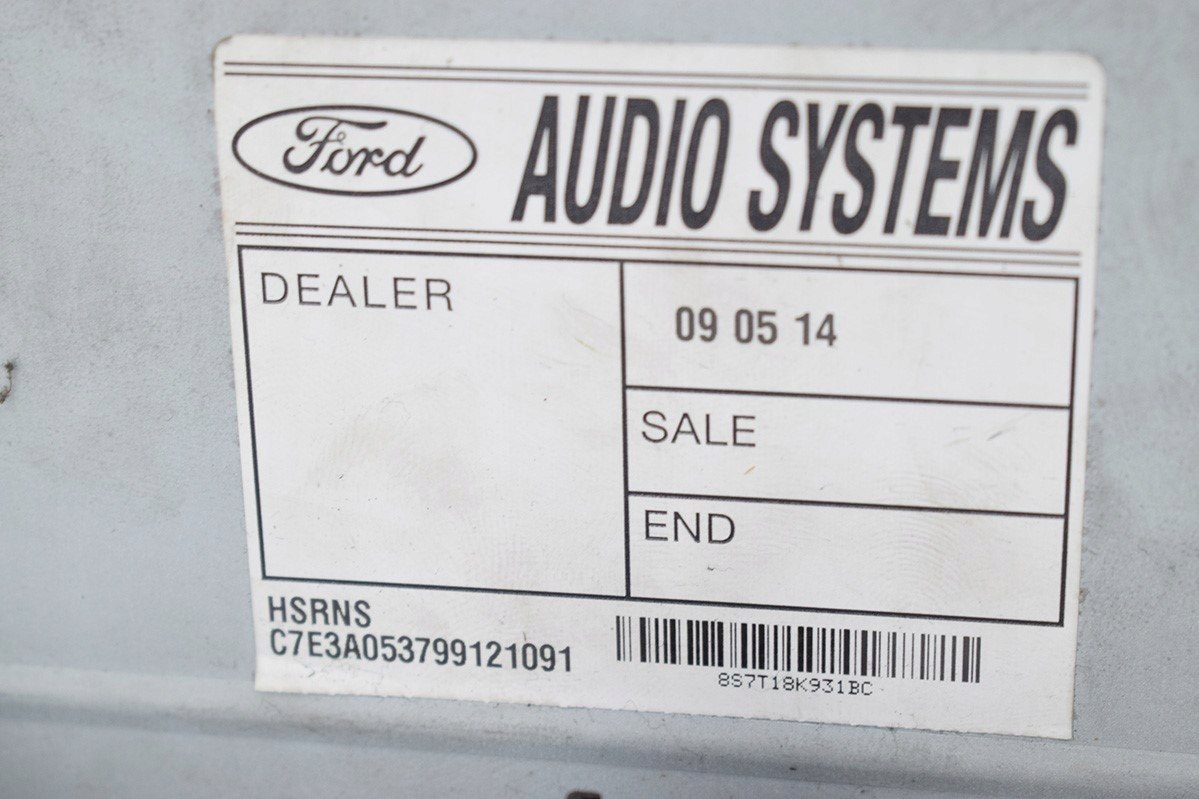 Ford
AUDIO SYSTEMS
DEALER
09 05 14
SALE
END
HSRNS
C7E3A053799121091
8S7T18K931BC